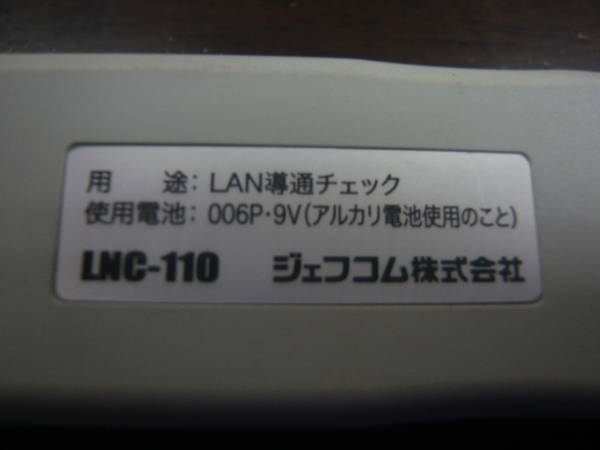 用　　途: LAN導通チェック
使用電池: 006P・9V(アルカリ電池使用のこと)
LNC-110　ジェフコム株式会社